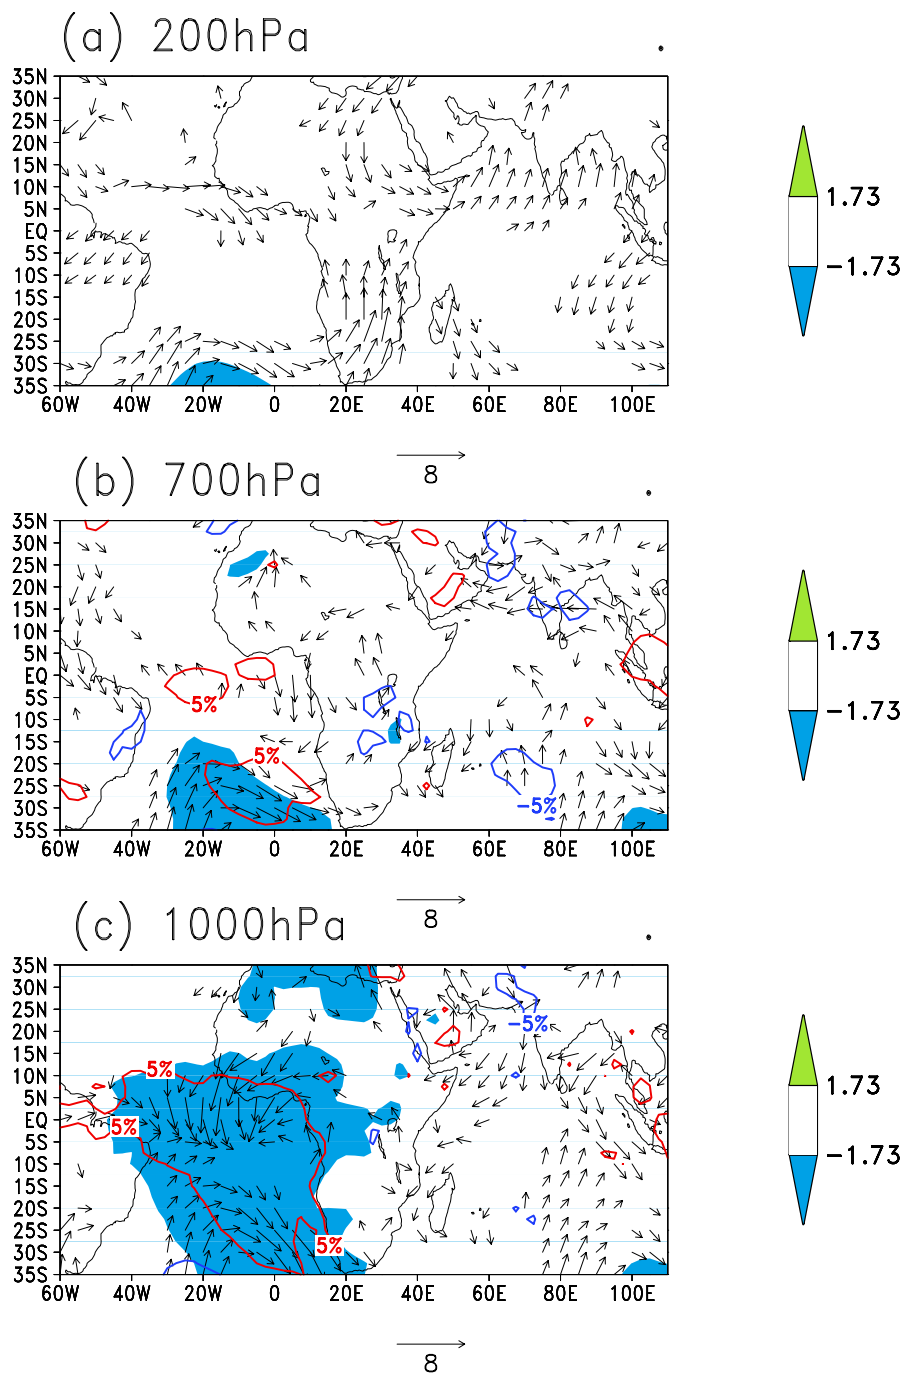 (a) 200hPa
35N
30N
25N
20N
15N
10N
5N
EQ
5S
10S
15S
20S
25S
30S
35S
60W 40W 20W 0 20E 40E 60E 80E 100E
8
1.73
-1.73
(b) 700hPa
35N
30N
25N
20N
15N
10N
5N
EQ
5S
10S
15S
20S
25S
30S
35S
5%
5%
-5%
60W 40W 20W 0 20E 40E 60E 80E 100E
8
1.73
-1.73
(c) 1000hPa
35N
30N
25N
20N
15N
10N
5N
EQ
5S
10S
15S
20S
25S
30S
35S
-5%
5%
5%
5%
60W 40W 20W 0 20E 40E 60E 80E 100E
8
1.73
-1.73